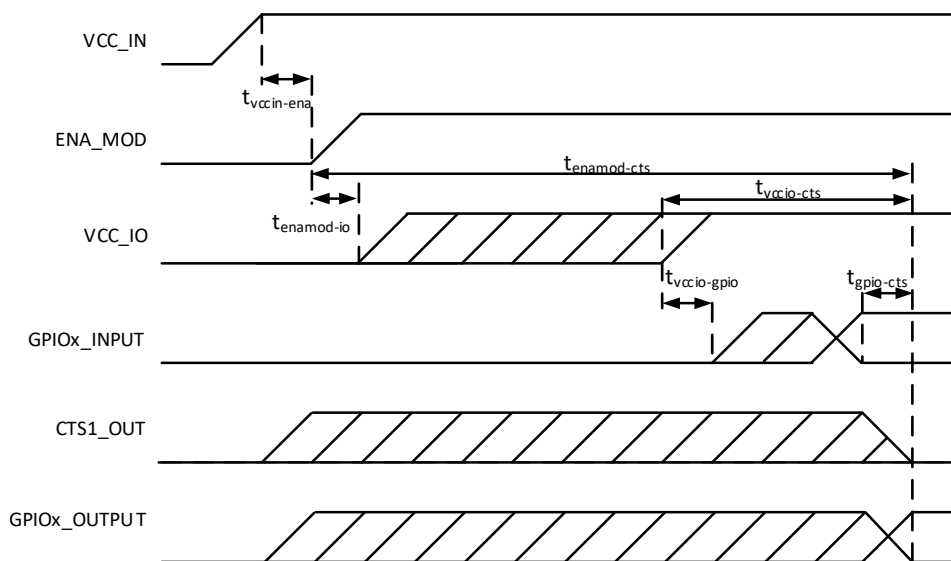 VCC_IN
t_vccin-ena
ENA_MOD
t_enamod-cts
t_vccio-cts
t_enamod-io
VCC_IO
t_vccio-gpio
t_gpio-cts
GPIOx_INPUT
CTS1_OUT
GPIOx_OUTPUT